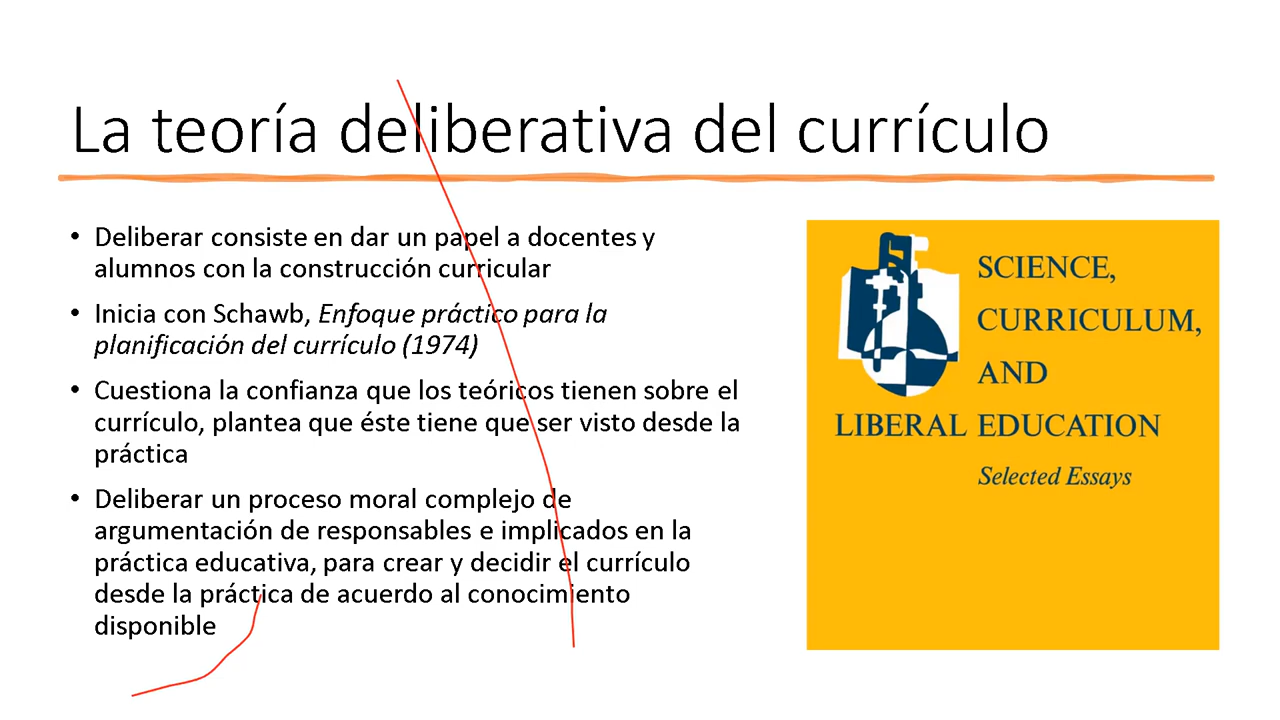 La teoría deliberativa del currículo
• Deliberar consiste en dar un papel a docentes y
alumnos con la construcción curricular
• Inicia con Schawb, Enfoque práctico para la
planificación del currículo (1974)
• Cuestiona la confianza que los teóricos tienen sobre el
currículo, plantea que éste tiene que ser visto desde la
práctica
• Deliberar un proceso moral complejo de
argumentación de responsables e implicados en la
práctica educativa, para crear y decidir el currículo
desde la práctica de acuerdo al conocimiento
disponible
SCIENCE,
CURRICULUM,
AND
LIBERAL EDUCATION
Selected Essays